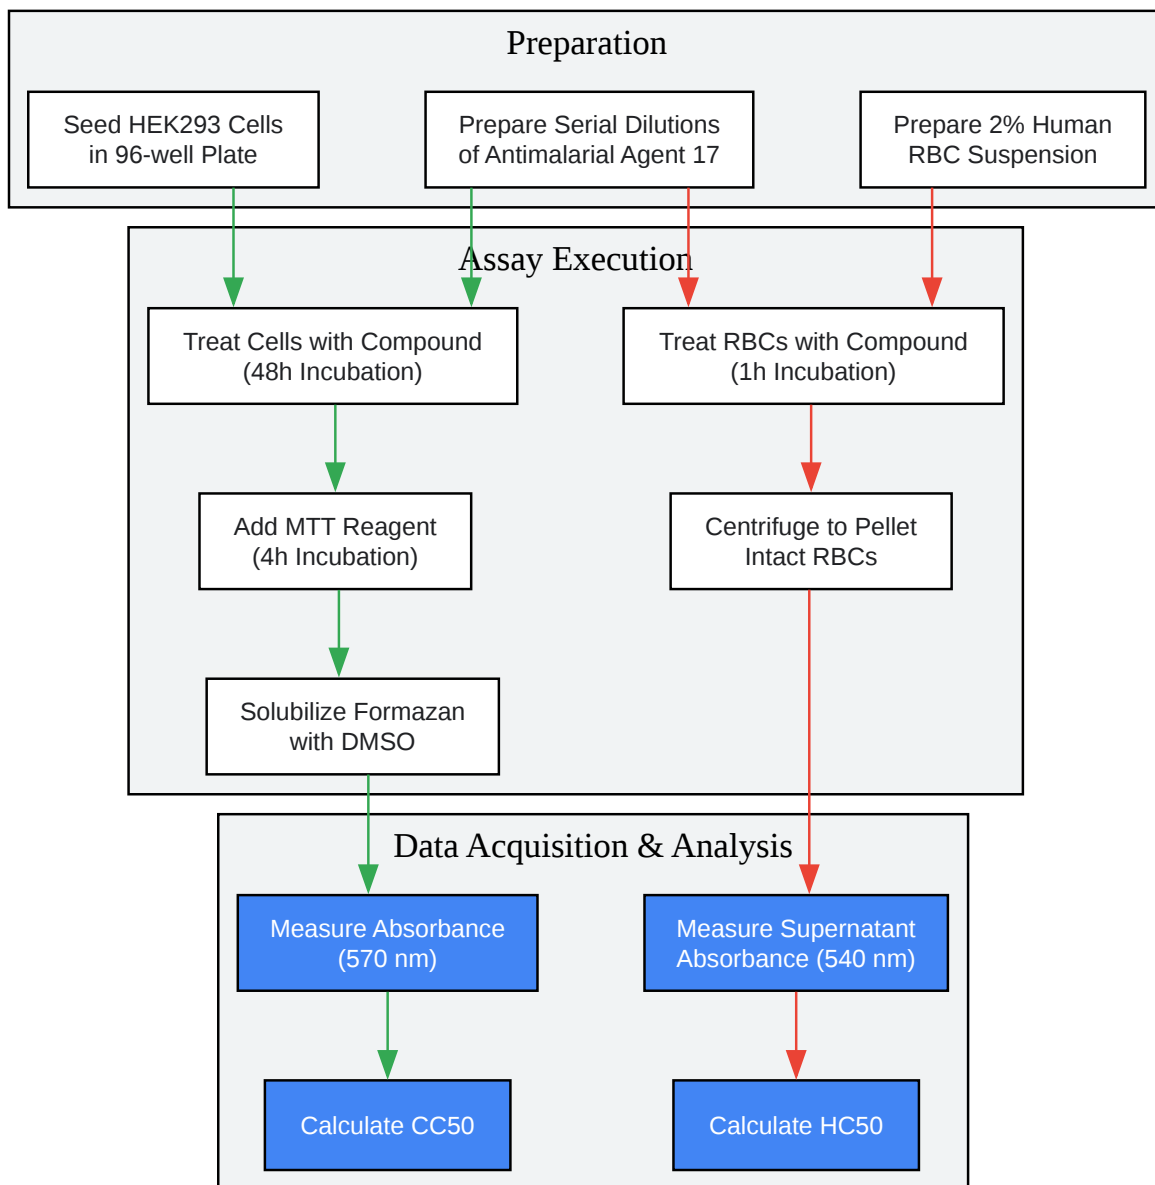 Preparation
Seed HEK293 Cells
in 96-well Plate
Prepare Serial Dilutions
of Antimalarial Agent 17
Prepare 2% Human
RBC Suspension
Assay Execution
Treat Cells with Compound
(48h Incubation)
Treat RBCs with Compound
(1h Incubation)
Add MTT Reagent
(4h Incubation)
Centrifuge to Pellet
Intact RBCs
Solubilize Formazan
with DMSO
Data Acquisition & Analysis
Measure Absorbance
(570 nm)
Measure Supernatant
Absorbance (540 nm)
Calculate CC50
Calculate HC50